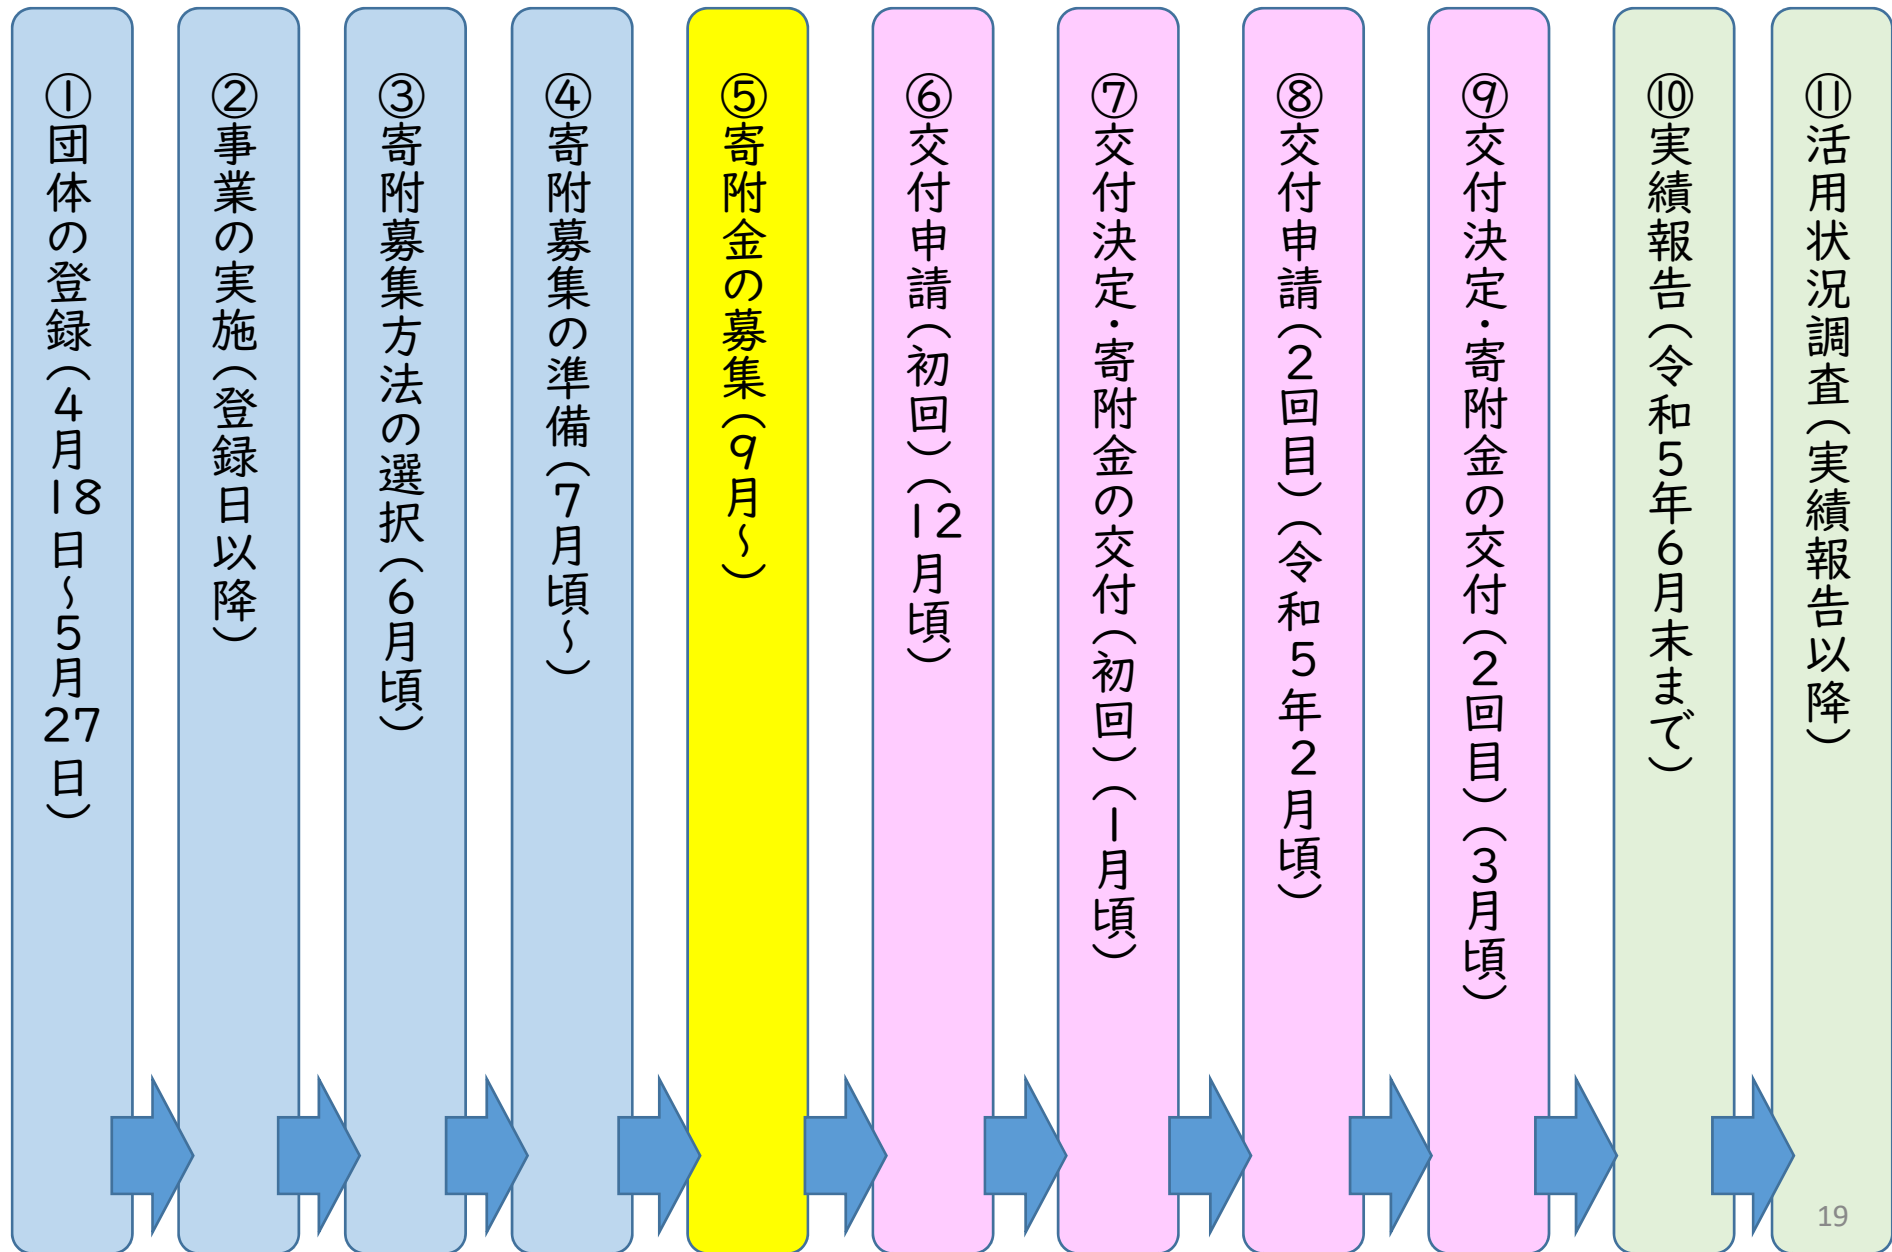 ①団体の登録（4月18日～5月27日）
②事業の実施（登録日以降）
③寄附募集方法の選択（6月頃）
④寄附募集の準備（7月頃～）
⑤寄附金の募集（9月～）
⑥交付申請（初回）（12月頃）
⑦交付決定・寄附金の交付（初回）（1月頃）
⑧交付申請（2回目）（令和5年2月頃）
⑨交付決定・寄附金の交付（2回目）（3月頃）
⑩実績報告（令和5年6月末まで）
⑪活用状況調査（実績報告以降）
19